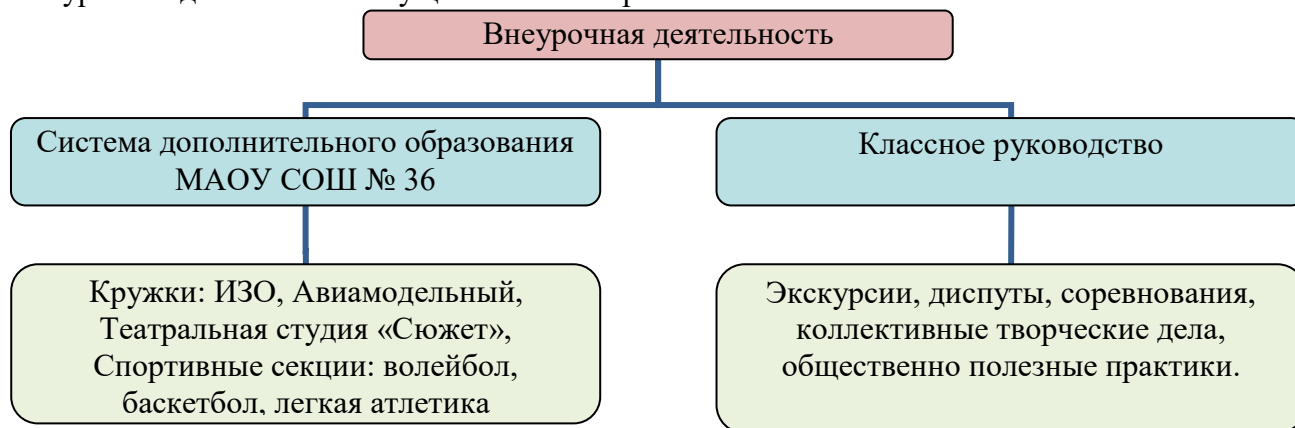 Внеурочная деятельность
Система дополнительного образования
МАОУ СОШ № 36
Классное руководство
Кружки: ИЗО, Авиамодельный,
Театральная студия «Сюжет»,
Спортивные секции: волейбол,
баскетбол, легкая атлетика
Экскурсии, диспуты, соревнования,
коллективные творческие дела,
общественно полезные практики.